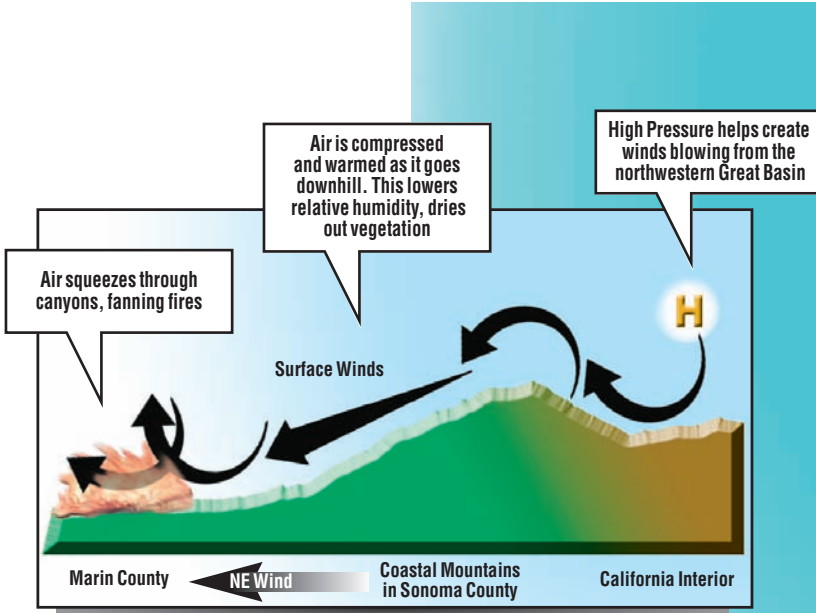 High Pressure helps create
winds blowing from the
northwestern Great Basin
Air is compressed
and warmed as it goes
downhill. This lowers
relative humidity, dries
out vegetation
Air squeezes through
canyons, fanning fires
H
Surface Winds
Marin County
NE Wind
Coastal Mountains
in Sonoma County
California Interior